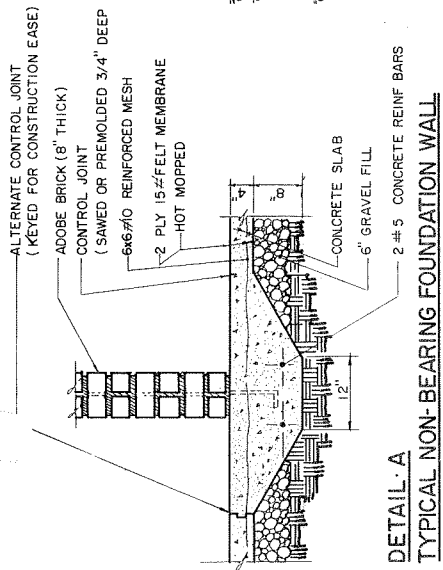 ALTERNATE CONTROL JOINT
( KEYED FOR CONSTRUCTION EASE)
ADOBE BRICK (8" THICK)
CONTROL JOINT
( SAWED OR PREMOLDED 3/4" DEEP
6x6 #10 REINFORCED MESH
2 PLY 15# FELT MEMBRANE
HOT MOPPED
4"
8"
12"
CONCRETE SLAB
6" GRAVEL FILL
2 #5 CONCRETE REINF BARS
DETAIL·A
TYPICAL NON-BEARING FOUNDATION WALL